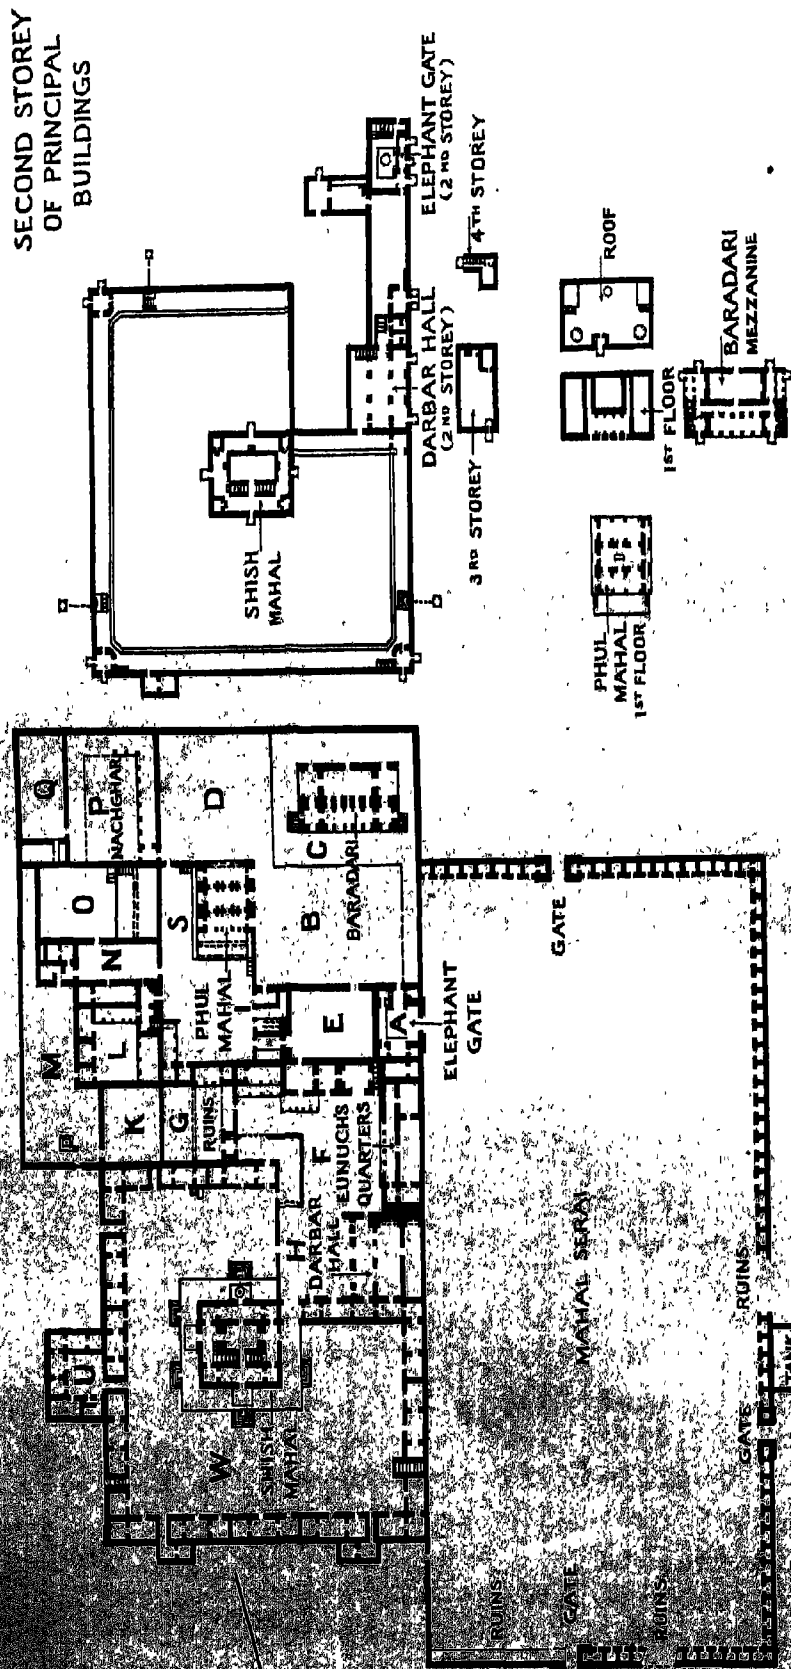 SECOND STOREY
OF PRINCIPAL
BUILDINGS
ELEPHANT GATE
(2ND STOREY)
4TH STOREY
DARBAR HALL
(2ND STOREY)
3RD STOREY
SHISH
MAHAL
ROOF
BARADARI
MEZZANINE
1ST FLOOR
PHUL
MAHAL
1ST FLOOR
Q
P
NACHGHAR
O
N
M
L
K
D
S
C
BARADARI
B
PHUL
MAHAL
E
A
ELEPHANT
GATE
G
RUINS
F
EUNUCHS
QUARTERS
H
DARBAR
HALL
U
T
W
SHISH
MAHAL
GATE
MAHAL SERAI
RUINS
GATE
TANK
RUINS
GATE
RUINS